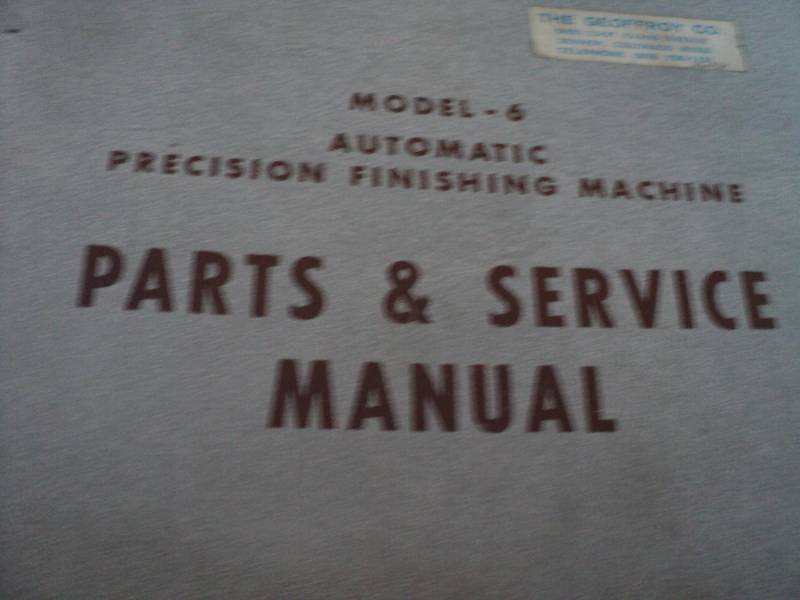 THE GEOFFROY CO.
MODEL - 6
AUTOMATIC
PRECISION FINISHING MACHINE
PARTS & SERVICE
MANUAL